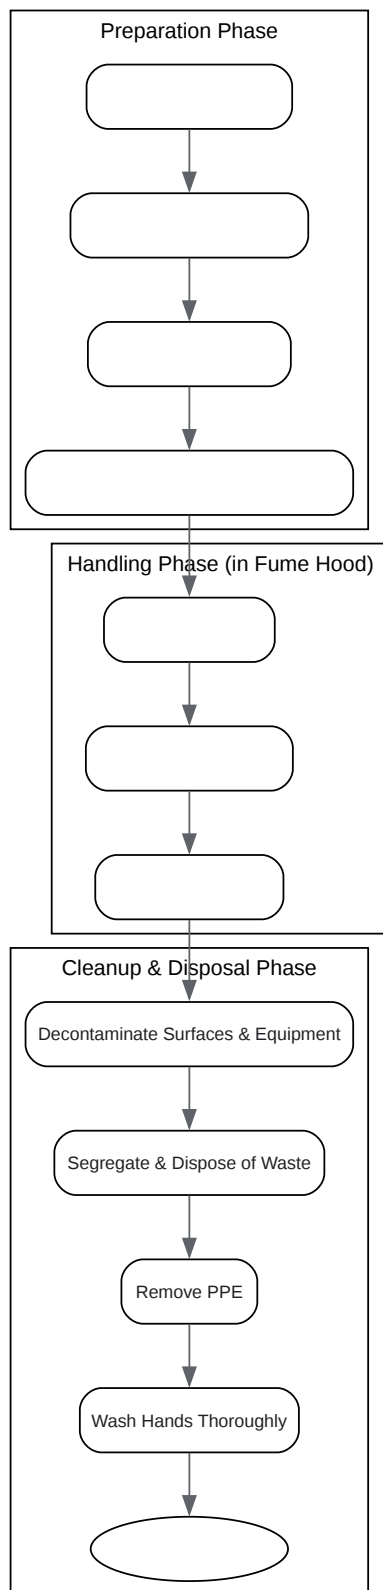 Preparation Phase
Handling Phase (in Fume Hood)
Cleanup & Disposal Phase
Decontaminate Surfaces & Equipment
Segregate & Dispose of Waste
Remove PPE
Wash Hands Thoroughly